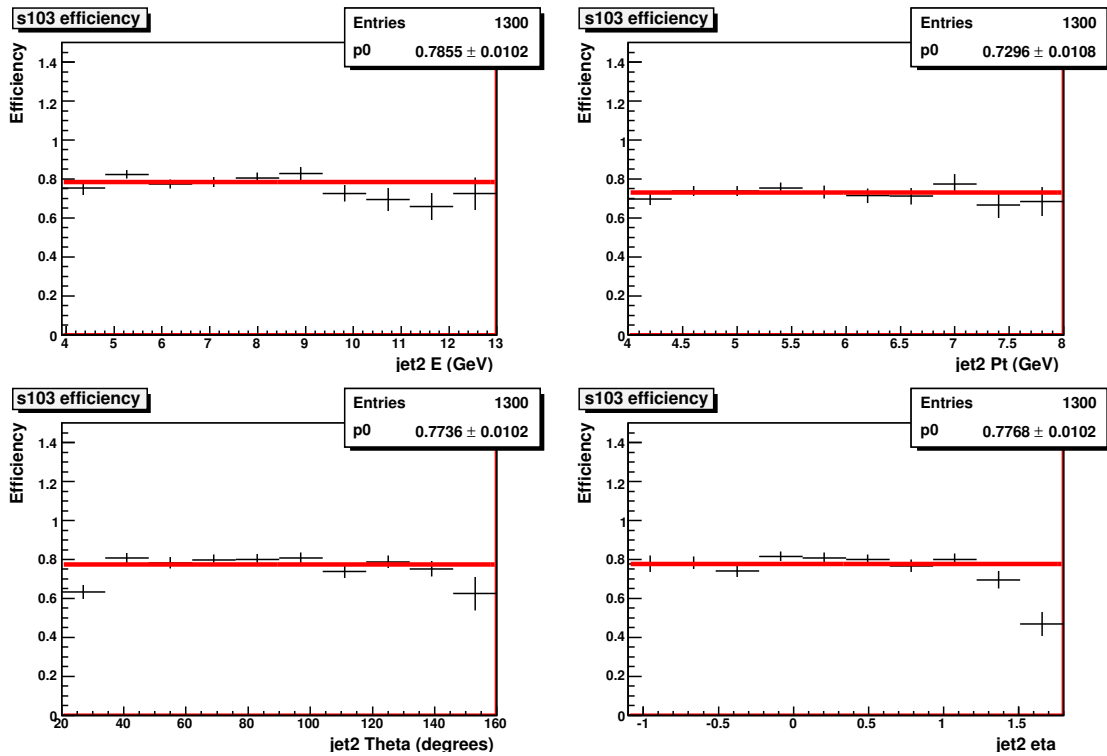 s103 efficiency
Entries 1300
p0 0.7855 ± 0.0102
Efficiency
1.4
1.2
1
0.8
0.6
0.4
0.2
0
4 5 6 7 8 9 10 11 12 13
jet2 E (GeV)
s103 efficiency
Entries 1300
p0 0.7296 ± 0.0108
Efficiency
1.4
1.2
1
0.8
0.6
0.4
0.2
0
4 4.5 5 5.5 6 6.5 7 7.5 8
jet2 Pt (GeV)
s103 efficiency
Entries 1300
p0 0.7736 ± 0.0102
Efficiency
1.4
1.2
1
0.8
0.6
0.4
0.2
0
20 40 60 80 100 120 140 160
jet2 Theta (degrees)
s103 efficiency
Entries 1300
p0 0.7768 ± 0.0102
Efficiency
1.4
1.2
1
0.8
0.6
0.4
0.2
0
-1 -0.5 0 0.5 1 1.5
jet2 eta